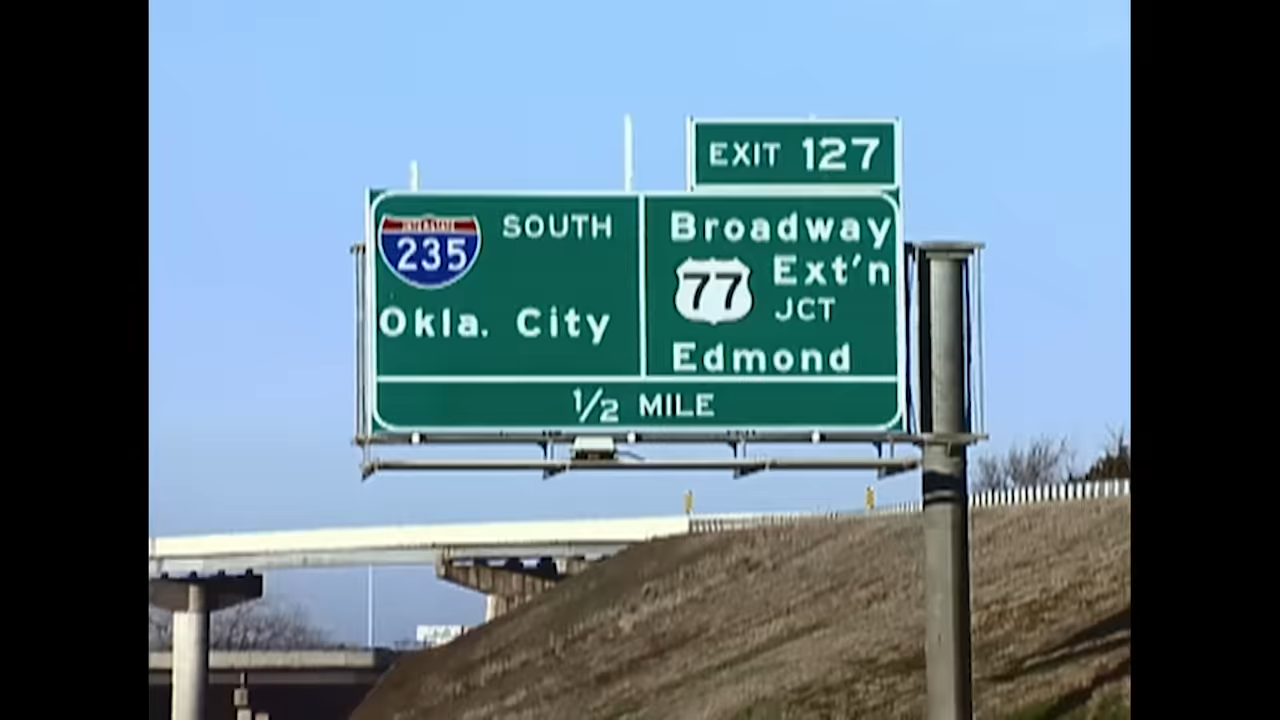 EXIT 127
INTERSTATE
235
SOUTH
Okla. City
Broadway
Ext'n
77
JCT
Edmond
1/2 MILE